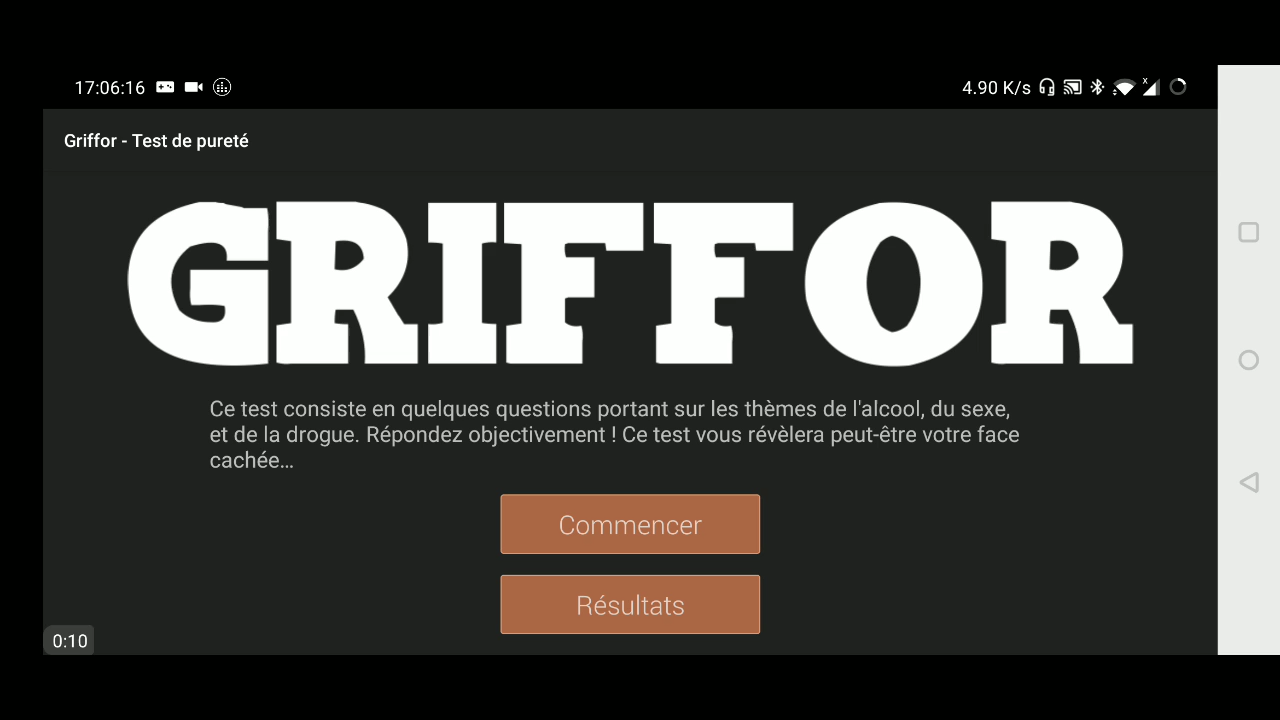 17:06:16
4.90 K/s
Griffor - Test de pureté
GRIFFOR
Ce test consiste en quelques questions portant sur les thèmes de l'alcool, du sexe,
et de la drogue. Répondez objectivement ! Ce test vous révèlera peut-être votre face
cachée...
Commencer
Résultats
0:10